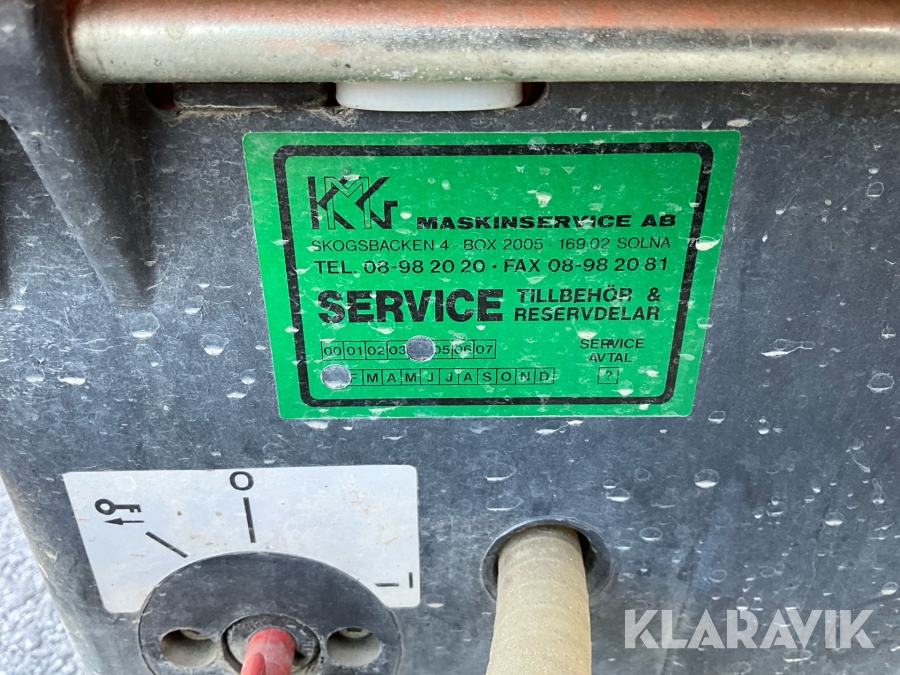 KMG MASKINSERVICE AB
SKOGSBACKEN 4 - BOX 2005 · 169 02 SOLNA
TEL. 08-98 20 20 · FAX 08-98 20 81
SERVICE TILLBEHÖR &
RESERVDELAR
00 01 02 03 05 06 07
SERVICE
AVTAL
F M A M J J A S O N D
?
O
I
KLARAVIK